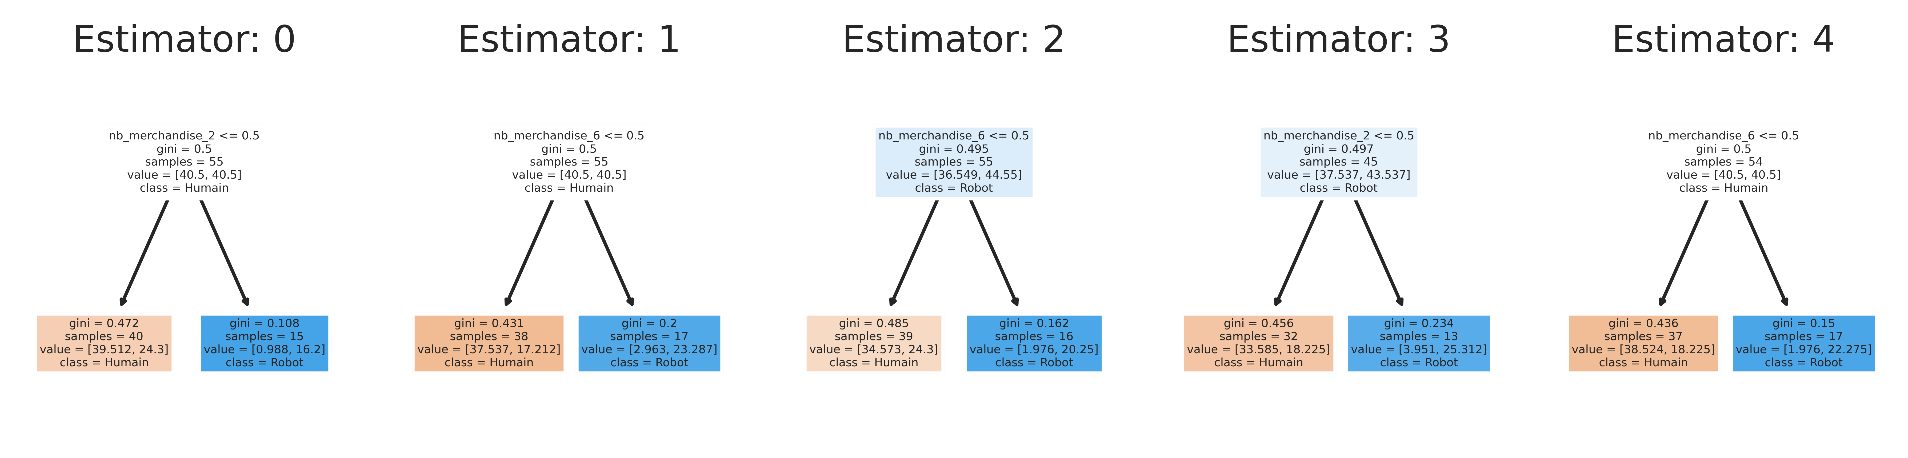 Estimator: 0
nb_merchandise_2 <= 0.5
gini = 0.5
samples = 55
value = [40.5, 40.5]
class = Humain
gini = 0.472
samples = 40
value = [39.512, 24.3]
class = Humain
gini = 0.108
samples = 15
value = [0.988, 16.2]
class = Robot
Estimator: 1
nb_merchandise_6 <= 0.5
gini = 0.5
samples = 55
value = [40.5, 40.5]
class = Humain
gini = 0.431
samples = 38
value = [37.537, 17.212]
class = Humain
gini = 0.2
samples = 17
value = [2.963, 23.287]
class = Robot
Estimator: 2
nb_merchandise_6 <= 0.5
gini = 0.495
samples = 55
value = [36.549, 44.55]
class = Robot
gini = 0.485
samples = 39
value = [34.573, 24.3]
class = Humain
gini = 0.162
samples = 16
value = [1.976, 20.25]
class = Robot
Estimator: 3
nb_merchandise_2 <= 0.5
gini = 0.497
samples = 45
value = [37.537, 43.537]
class = Robot
gini = 0.456
samples = 32
value = [33.585, 18.225]
class = Humain
gini = 0.234
samples = 13
value = [3.951, 25.312]
class = Robot
Estimator: 4
nb_merchandise_6 <= 0.5
gini = 0.5
samples = 54
value = [40.5, 40.5]
class = Humain
gini = 0.436
samples = 37
value = [38.524, 18.225]
class = Humain
gini = 0.15
samples = 17
value = [1.976, 22.275]
class = Robot